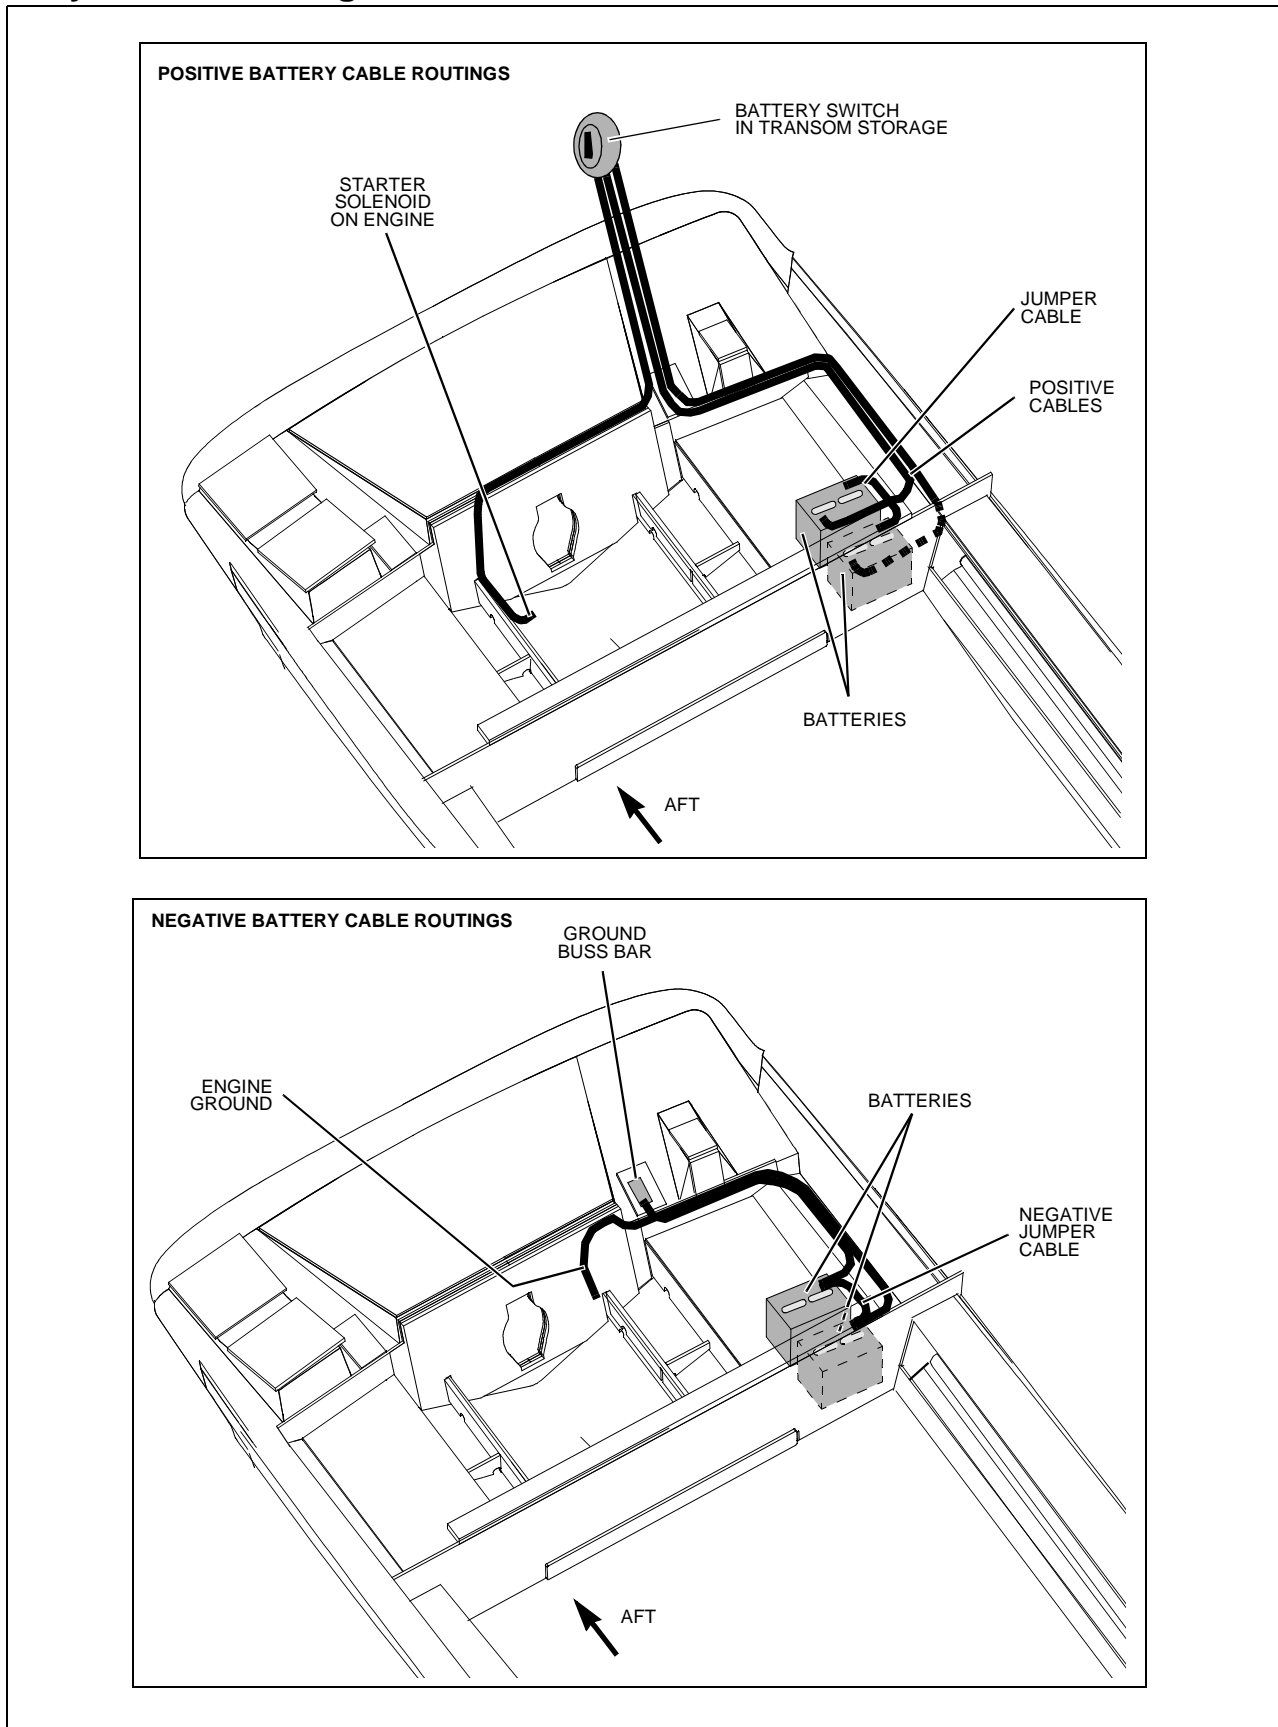 POSITIVE BATTERY CABLE ROUTINGS
BATTERY SWITCH
IN TRANSOM STORAGE
STARTER
SOLENOID
ON ENGINE
JUMPER
CABLE
POSITIVE
CABLES
BATTERIES
AFT
NEGATIVE BATTERY CABLE ROUTINGS
GROUND
BUSS BAR
ENGINE
GROUND
BATTERIES
NEGATIVE
JUMPER
CABLE
AFT